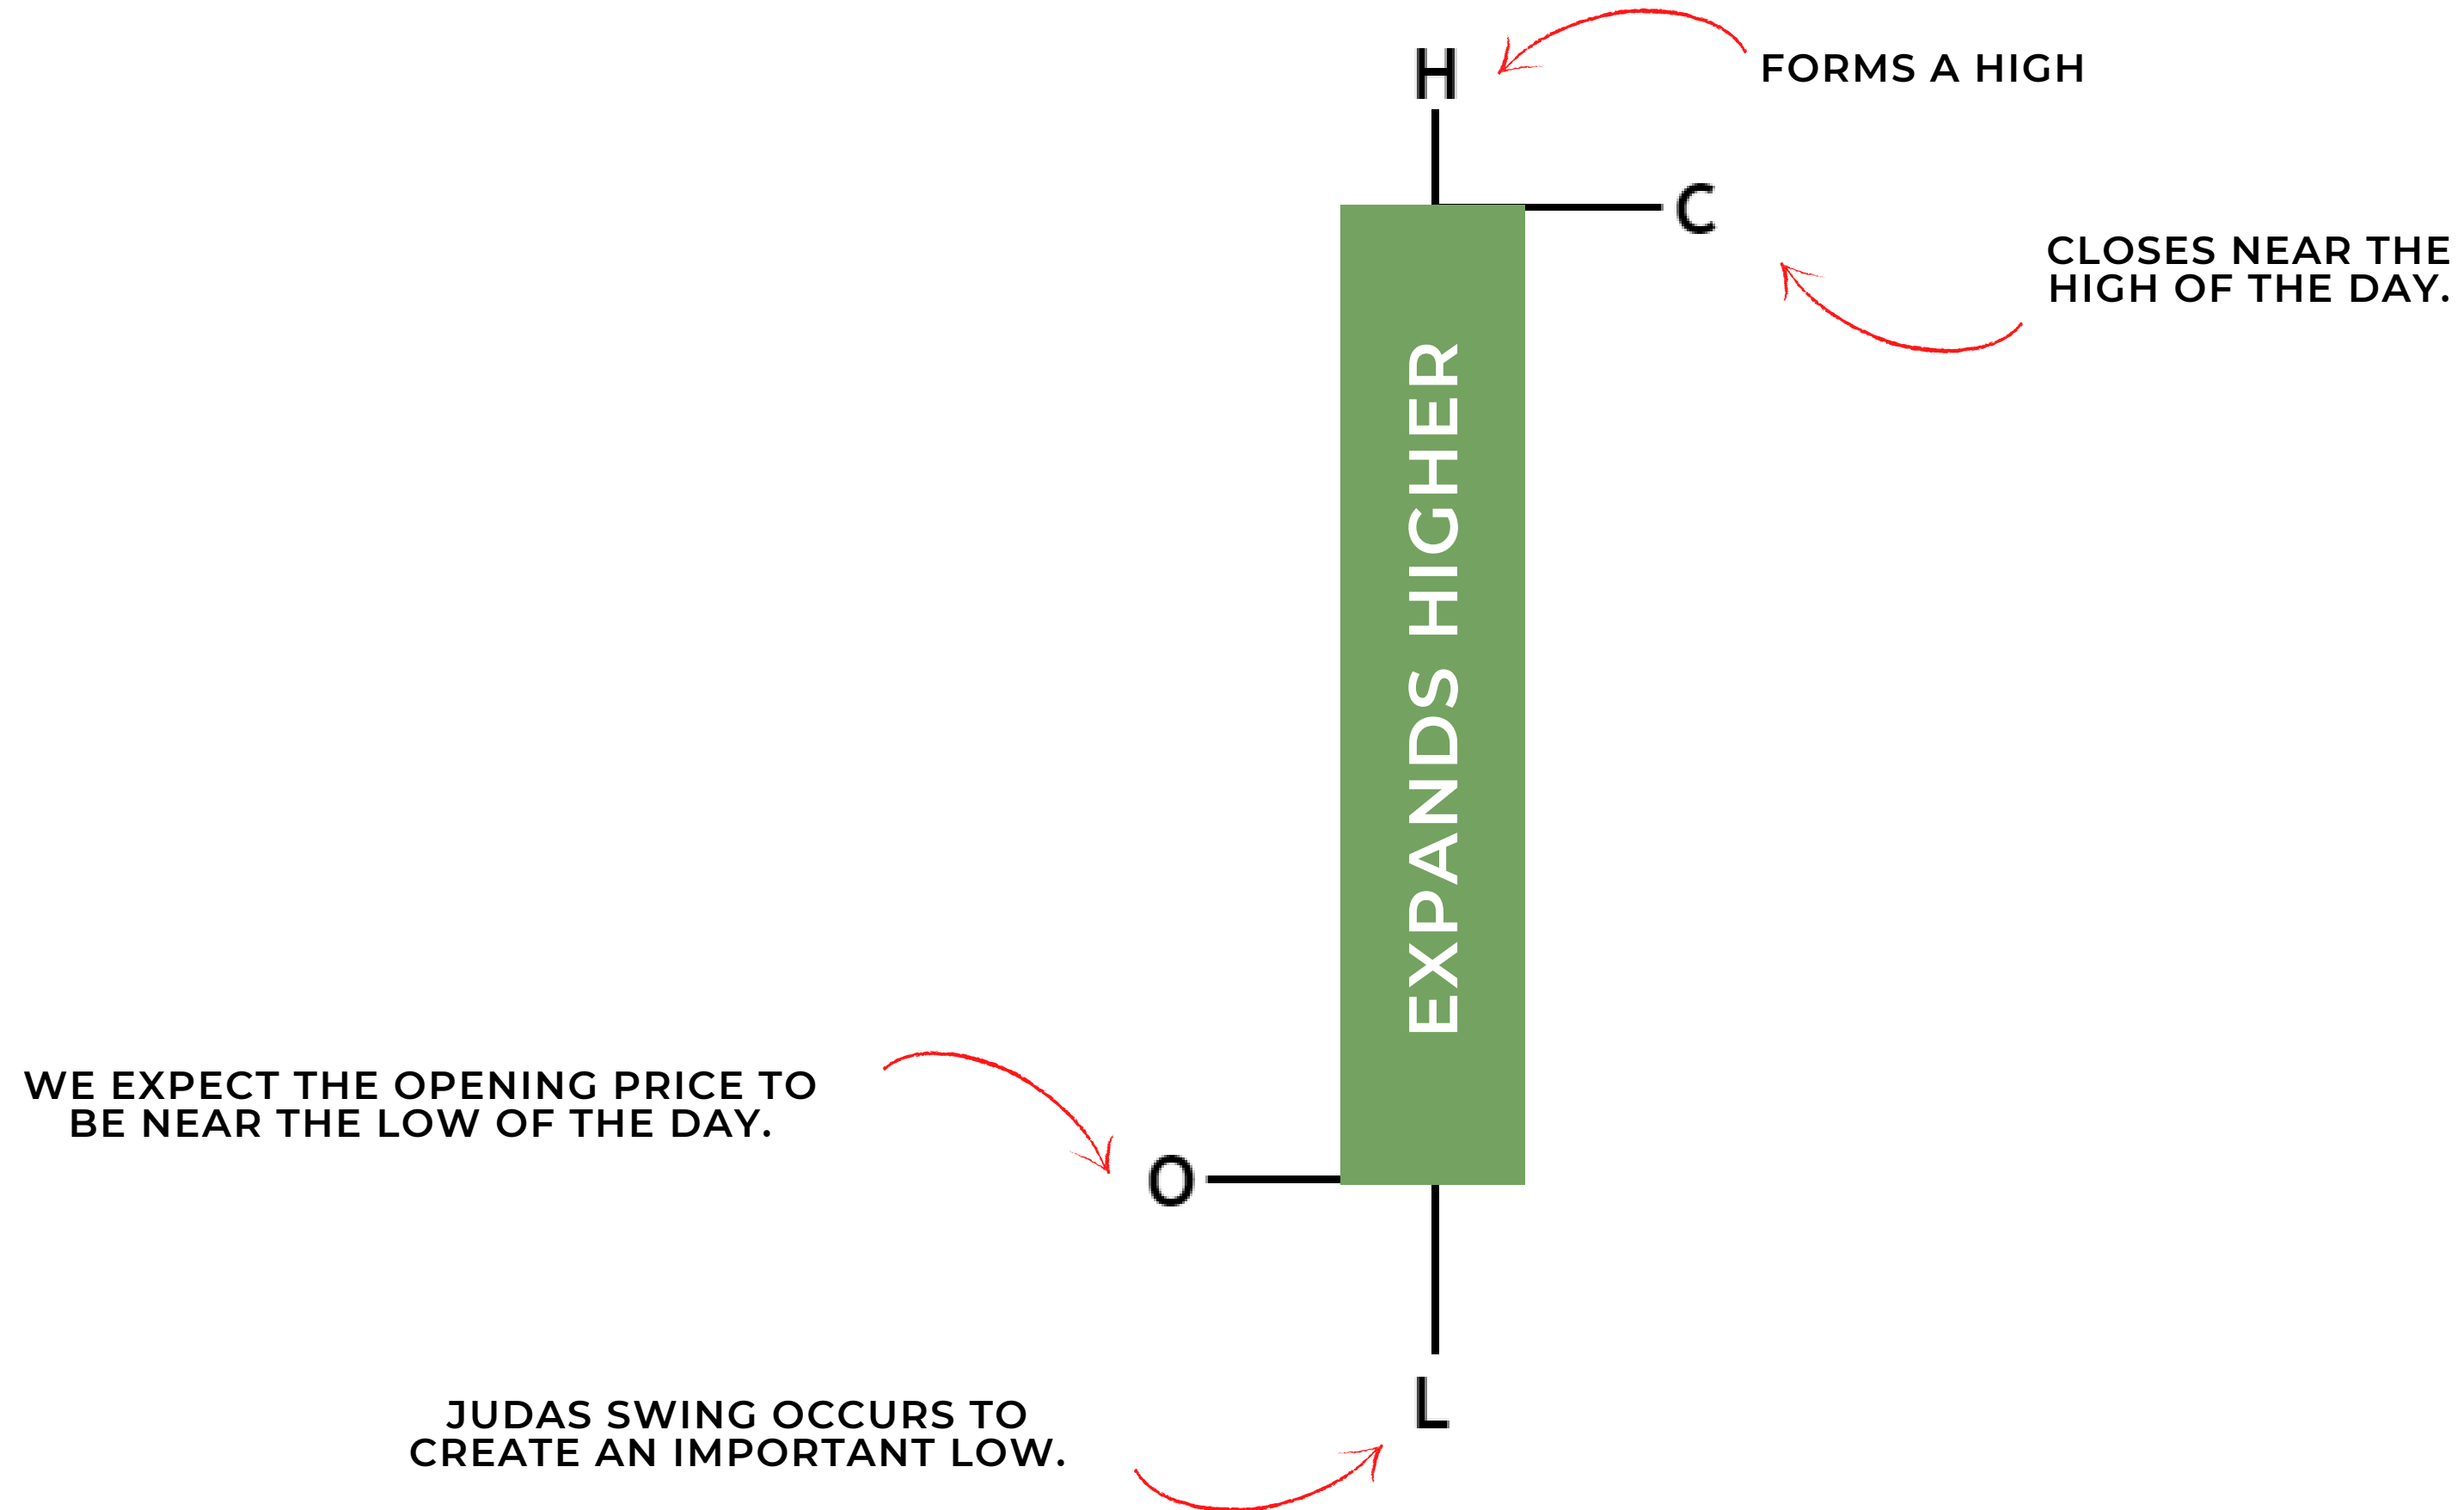 H
FORMS A HIGH
C
CLOSES NEAR THE
HIGH OF THE DAY.
EXPANDS HIGHER
WE EXPECT THE OPENING PRICE TO
BE NEAR THE LOW OF THE DAY.
O
L
JUDAS SWING OCCURS TO
CREATE AN IMPORTANT LOW.